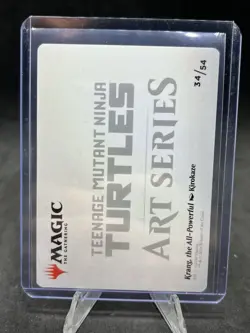 MAGIC
THE GATHERING
TEENAGE MUTANT NINJA
TURTLES
ART SERIES
Krang, the All-Powerful Kirokaze
34/54